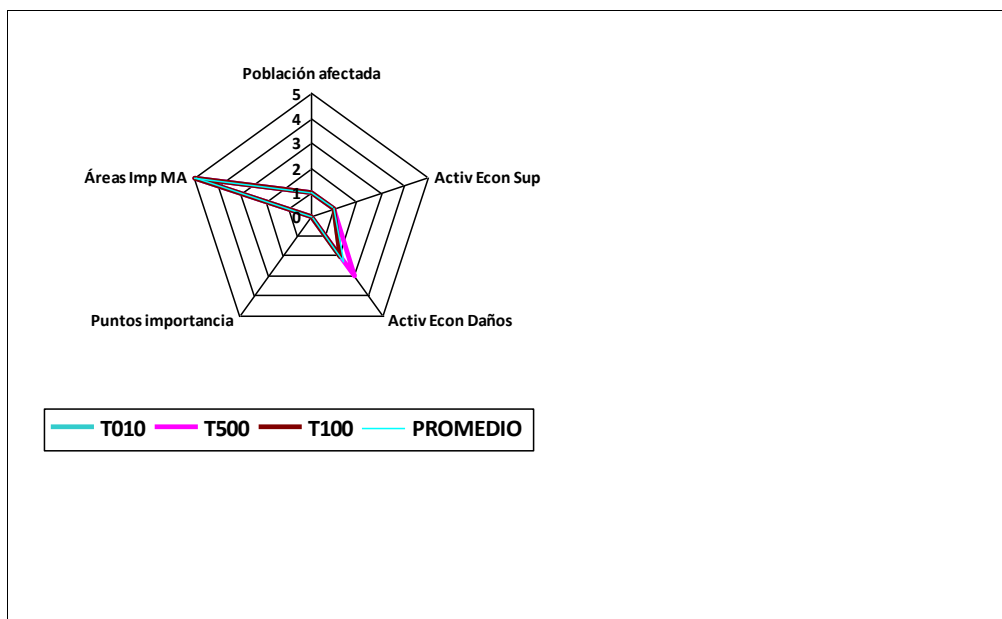 Población afectada
5
4
3
2
1
0
Áreas Imp MA
Activ Econ Sup
Puntos importancia
Activ Econ Daños
T010 T500 T100 PROMEDIO